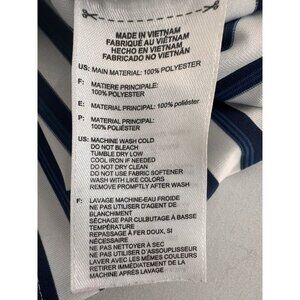 MADE IN VIETNAM
FABRIQUÉ AU VIÊTNAM
HECHO EN VIETNAM
FABRICADO NO VIETNÃN
US: MAIN MATERIAL: 100% POLYESTER
F: MATIERE PRINCIPALE:
100% POLYESTER
E: MATERIAL PRINCIPAL: 100% poliéster
P: MATERIAL PRINCIPAL:
100% POLIÉSTER
US: MACHINE WASH COLD
DO NOT BLEACH
TUMBLE DRY LOW
COOL IRON IF NEEDED
DO NOT DRY CLEAN
DO NOT USE FABRIC SOFTENER
WASH WITH LIKE COLORS
REMOVE PROMPTLY AFTER WASH
F: LAVAGE MACHINE-EAU FROIDE
NE PAS UTILISER D'AGENT DE
BLANCHIMENT
SÉCHAGE PAR CULBUTAGE À BASSE
TEMPÉRATURE
REPASSAGE À FER DOUX, SI
NÉCESSAIRE
NE PAS NETTOYER À SEC
NE PAS UTILISER D'ASSOUPLISSEUR
LAVER AVEC LES MÊMES COULEURS
RETIRER IMMÉDIATEMENT DE LA
MACHINE APRÈS LAVAGE